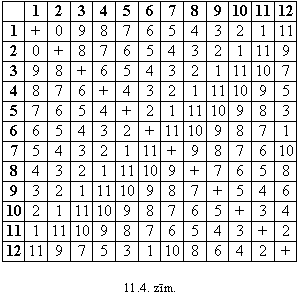 1 2 3 4 5 6 7 8 9 10 11 12
1 + 0 9 8 7 6 5 4 3 2 1 11
2 0 + 8 7 6 5 4 3 2 1 11 9
3 9 8 + 6 5 4 3 2 1 11 10 7
4 8 7 6 + 4 3 2 1 11 10 9 5
5 7 6 5 4 + 2 1 11 10 9 8 3
6 6 5 4 3 2 + 11 10 9 8 7 1
7 5 4 3 2 1 11 + 9 8 7 6 10
8 4 3 2 1 11 10 9 + 7 6 5 8
9 3 2 1 11 10 9 8 7 + 5 4 6
10 2 1 11 10 9 8 7 6 5 + 3 4
11 1 11 10 9 8 7 6 5 4 3 + 2
12 11 9 7 5 3 1 10 8 6 4 2 +
11.4. zīm.